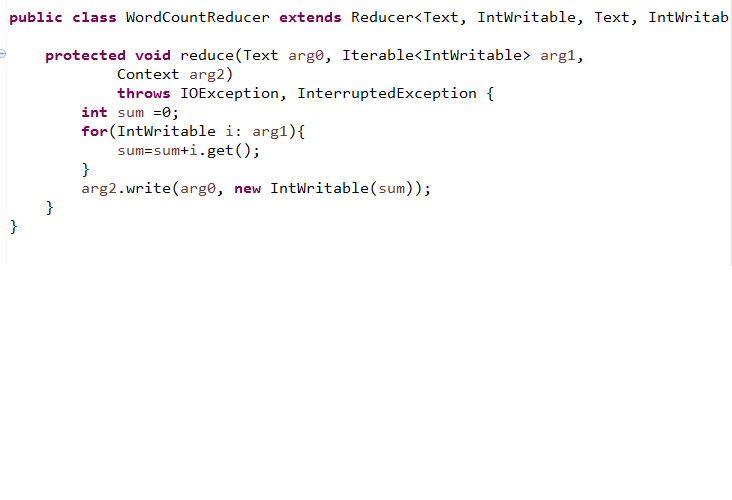 public class WordCountReducer extends Reducer<Text, IntWritable, Text, IntWritab
protected void reduce(Text arg0, Iterable<IntWritable> arg1,
Context arg2)
throws IOException, InterruptedException {
int sum =0;
for(IntWritable i: arg1){
sum=sum+i.get();
}
arg2.write(arg0, new IntWritable(sum));
}
}